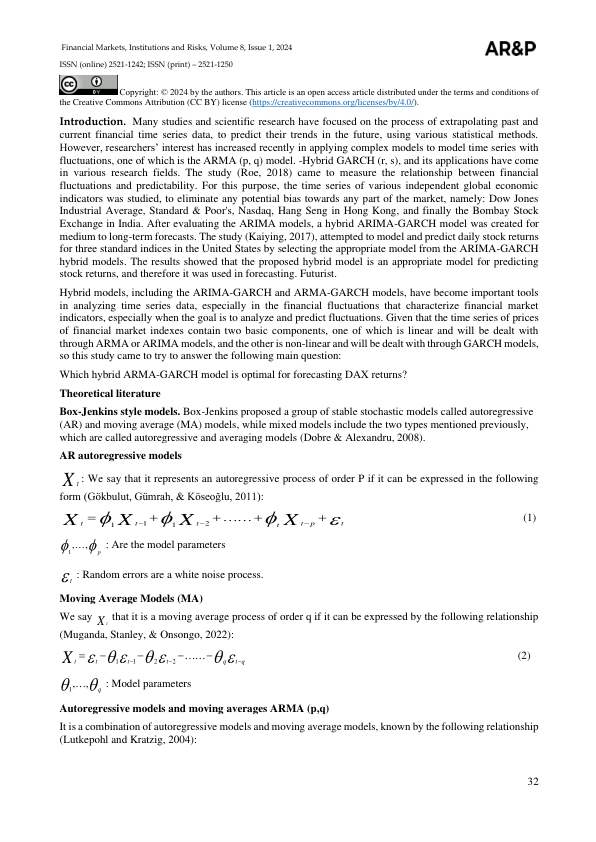 Financial Markets, Institutions and Risks, Volume 8, Issue 1, 2024
AR&P
ISSN (online) 2521-1242; ISSN (print) – 2521-1250
CC BY Copyright: © 2024 by the authors. This article is an open access article distributed under the terms and conditions of
the Creative Commons Attribution (CC BY) license (https://creativecommons.org/licenses/by/4.0/).
Introduction. Many studies and scientific research have focused on the process of extrapolating past and
current financial time series data, to predict their trends in the future, using various statistical methods.
However, researchers' interest has increased recently in applying complex models to model time series with
fluctuations, one of which is the ARMA (p, q) model. -Hybrid GARCH (r, s), and its applications have come
in various research fields. The study (Roe, 2018) came to measure the relationship between financial
fluctuations and predictability. For this purpose, the time series of various independent global economic
indicators was studied, to eliminate any potential bias towards any part of the market, namely: Dow Jones
Industrial Average, Standard & Poor's, Nasdaq, Hang Seng in Hong Kong, and finally the Bombay Stock
Exchange in India. After evaluating the ARIMA models, a hybrid ARIMA-GARCH model was created for
medium to long-term forecasts. The study (Kaiying, 2017), attempted to model and predict daily stock returns
for three standard indices in the United States by selecting the appropriate model from the ARIMA-GARCH
hybrid models. The results showed that the proposed hybrid model is an appropriate model for predicting
stock returns, and therefore it was used in forecasting. Futurist.
Hybrid models, including the ARIMA-GARCH and ARMA-GARCH models, have become important tools
in analyzing time series data, especially in the financial fluctuations that characterize financial market
indicators, especially when the goal is to analyze and predict fluctuations. Given that the time series of prices
of financial market indexes contain two basic components, one of which is linear and will be dealt with
through ARMA or ARIMA models, and the other is non-linear and will be dealt with through GARCH models,
so this study came to try to answer the following main question:
Which hybrid ARMA-GARCH model is optimal for forecasting DAX returns?
Theoretical literature
Box-Jenkins style models. Box-Jenkins proposed a group of stable stochastic models called autoregressive
(AR) and moving average (MA) models, while mixed models include the two types mentioned previously,
which are called autoregressive and averaging models (Dobre & Alexandru, 2008).
AR autoregressive models
X_t : We say that it represents an autoregressive process of order P if it can be expressed in the following
form (Gökbulut, Gümrah, & Köseoğlu, 2011):
X_t = ϕ_1 X_{t-1} + ϕ_1 X_{t-2} + ...... + ϕ_t X_{t-p} + ε_t (1)
ϕ_1,...,ϕ_p : Are the model parameters
ε_t : Random errors are a white noise process.
Moving Average Models (MA)
We say X_t that it is a moving average process of order q if it can be expressed by the following relationship
(Muganda, Stanley, & Onsongo, 2022):
X_t = ε_t − θ_1 ε_{t-1} − θ_2 ε_{t-2} − ...... − θ_q ε_{t-q} (2)
θ_1,...,θ_q : Model parameters
Autoregressive models and moving averages ARMA (p,q)
It is a combination of autoregressive models and moving average models, known by the following relationship
(Lutkepohl and Kratzig, 2004):
32